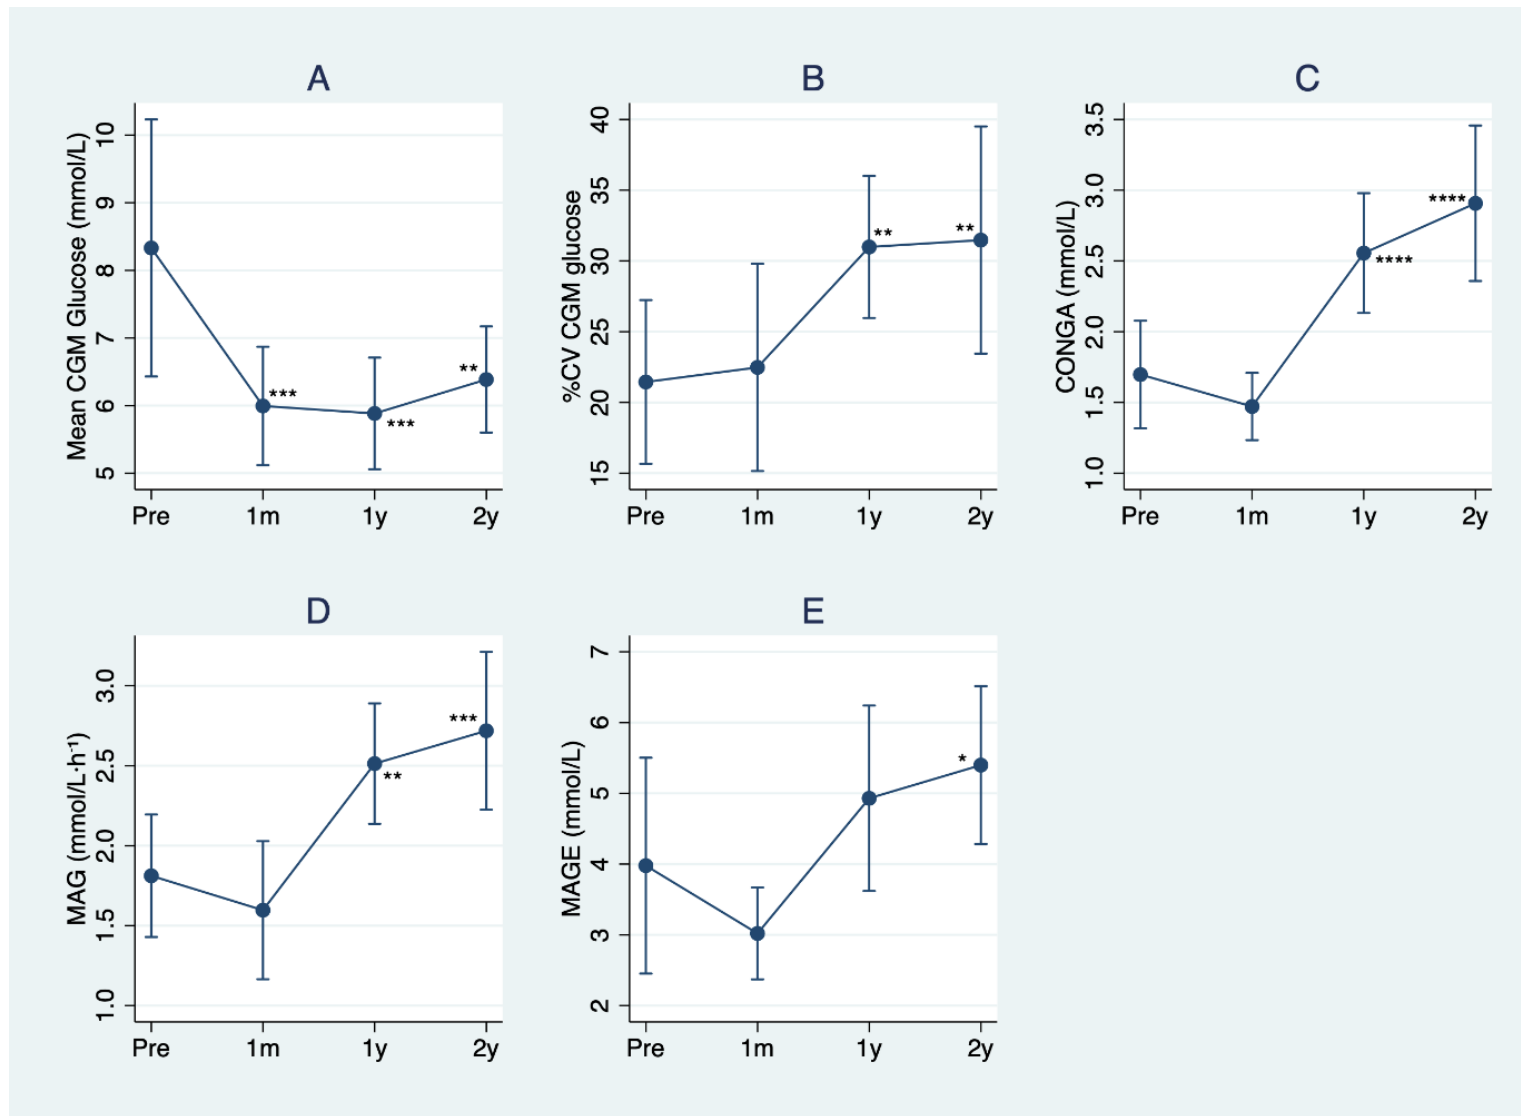 A
Mean CGM Glucose (mmol/L)
10
9
8
7
6
5
***
***
**
Pre 1m 1y 2y
B
%CV CGM glucose
40
35
30
25
20
15
**
**
Pre 1m 1y 2y
C
CONGA (mmol/L)
3.5
3.0
2.5
2.0
1.5
1.0
****
****
Pre 1m 1y 2y
D
MAG (mmol/L·h⁻¹)
3.0
2.5
2.0
1.5
1.0
***
**
Pre 1m 1y 2y
E
MAGE (mmol/L)
7
6
5
4
3
2
*
Pre 1m 1y 2y